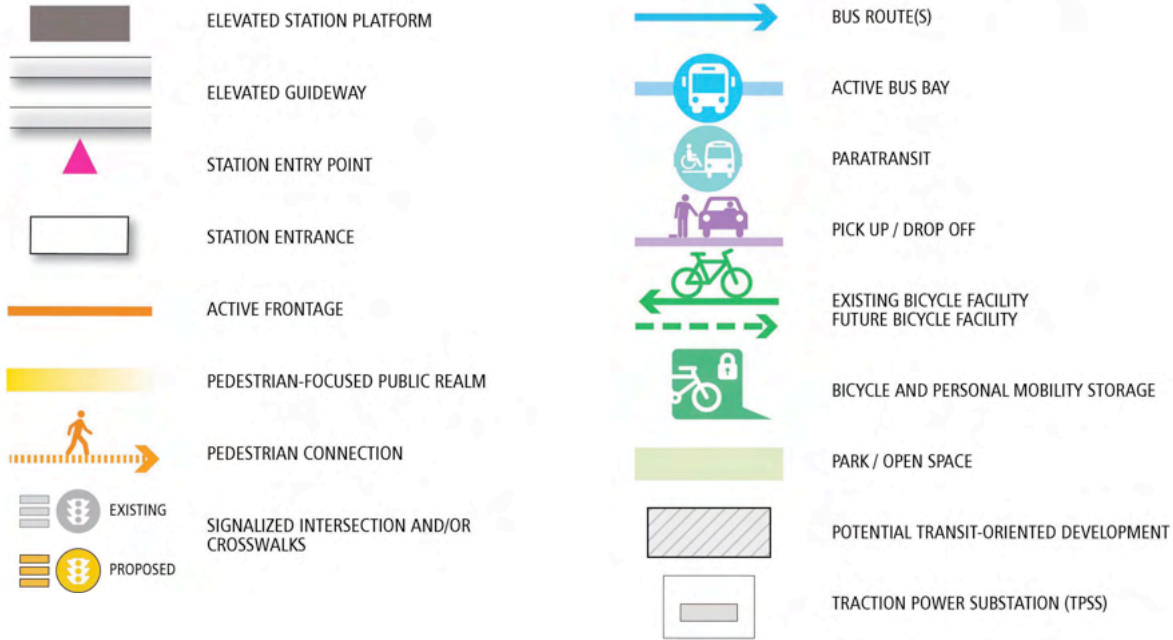 ELEVATED STATION PLATFORM
ELEVATED GUIDEWAY
STATION ENTRY POINT
STATION ENTRANCE
ACTIVE FRONTAGE
PEDESTRIAN-FOCUSED PUBLIC REALM
PEDESTRIAN CONNECTION
EXISTING
PROPOSED
SIGNALIZED INTERSECTION AND/OR
CROSSWALKS
BUS ROUTE(S)
ACTIVE BUS BAY
PARATRANSIT
PICK UP / DROP OFF
EXISTING BICYCLE FACILITY
FUTURE BICYCLE FACILITY
BICYCLE AND PERSONAL MOBILITY STORAGE
PARK / OPEN SPACE
POTENTIAL TRANSIT-ORIENTED DEVELOPMENT
TRACTION POWER SUBSTATION (TPSS)